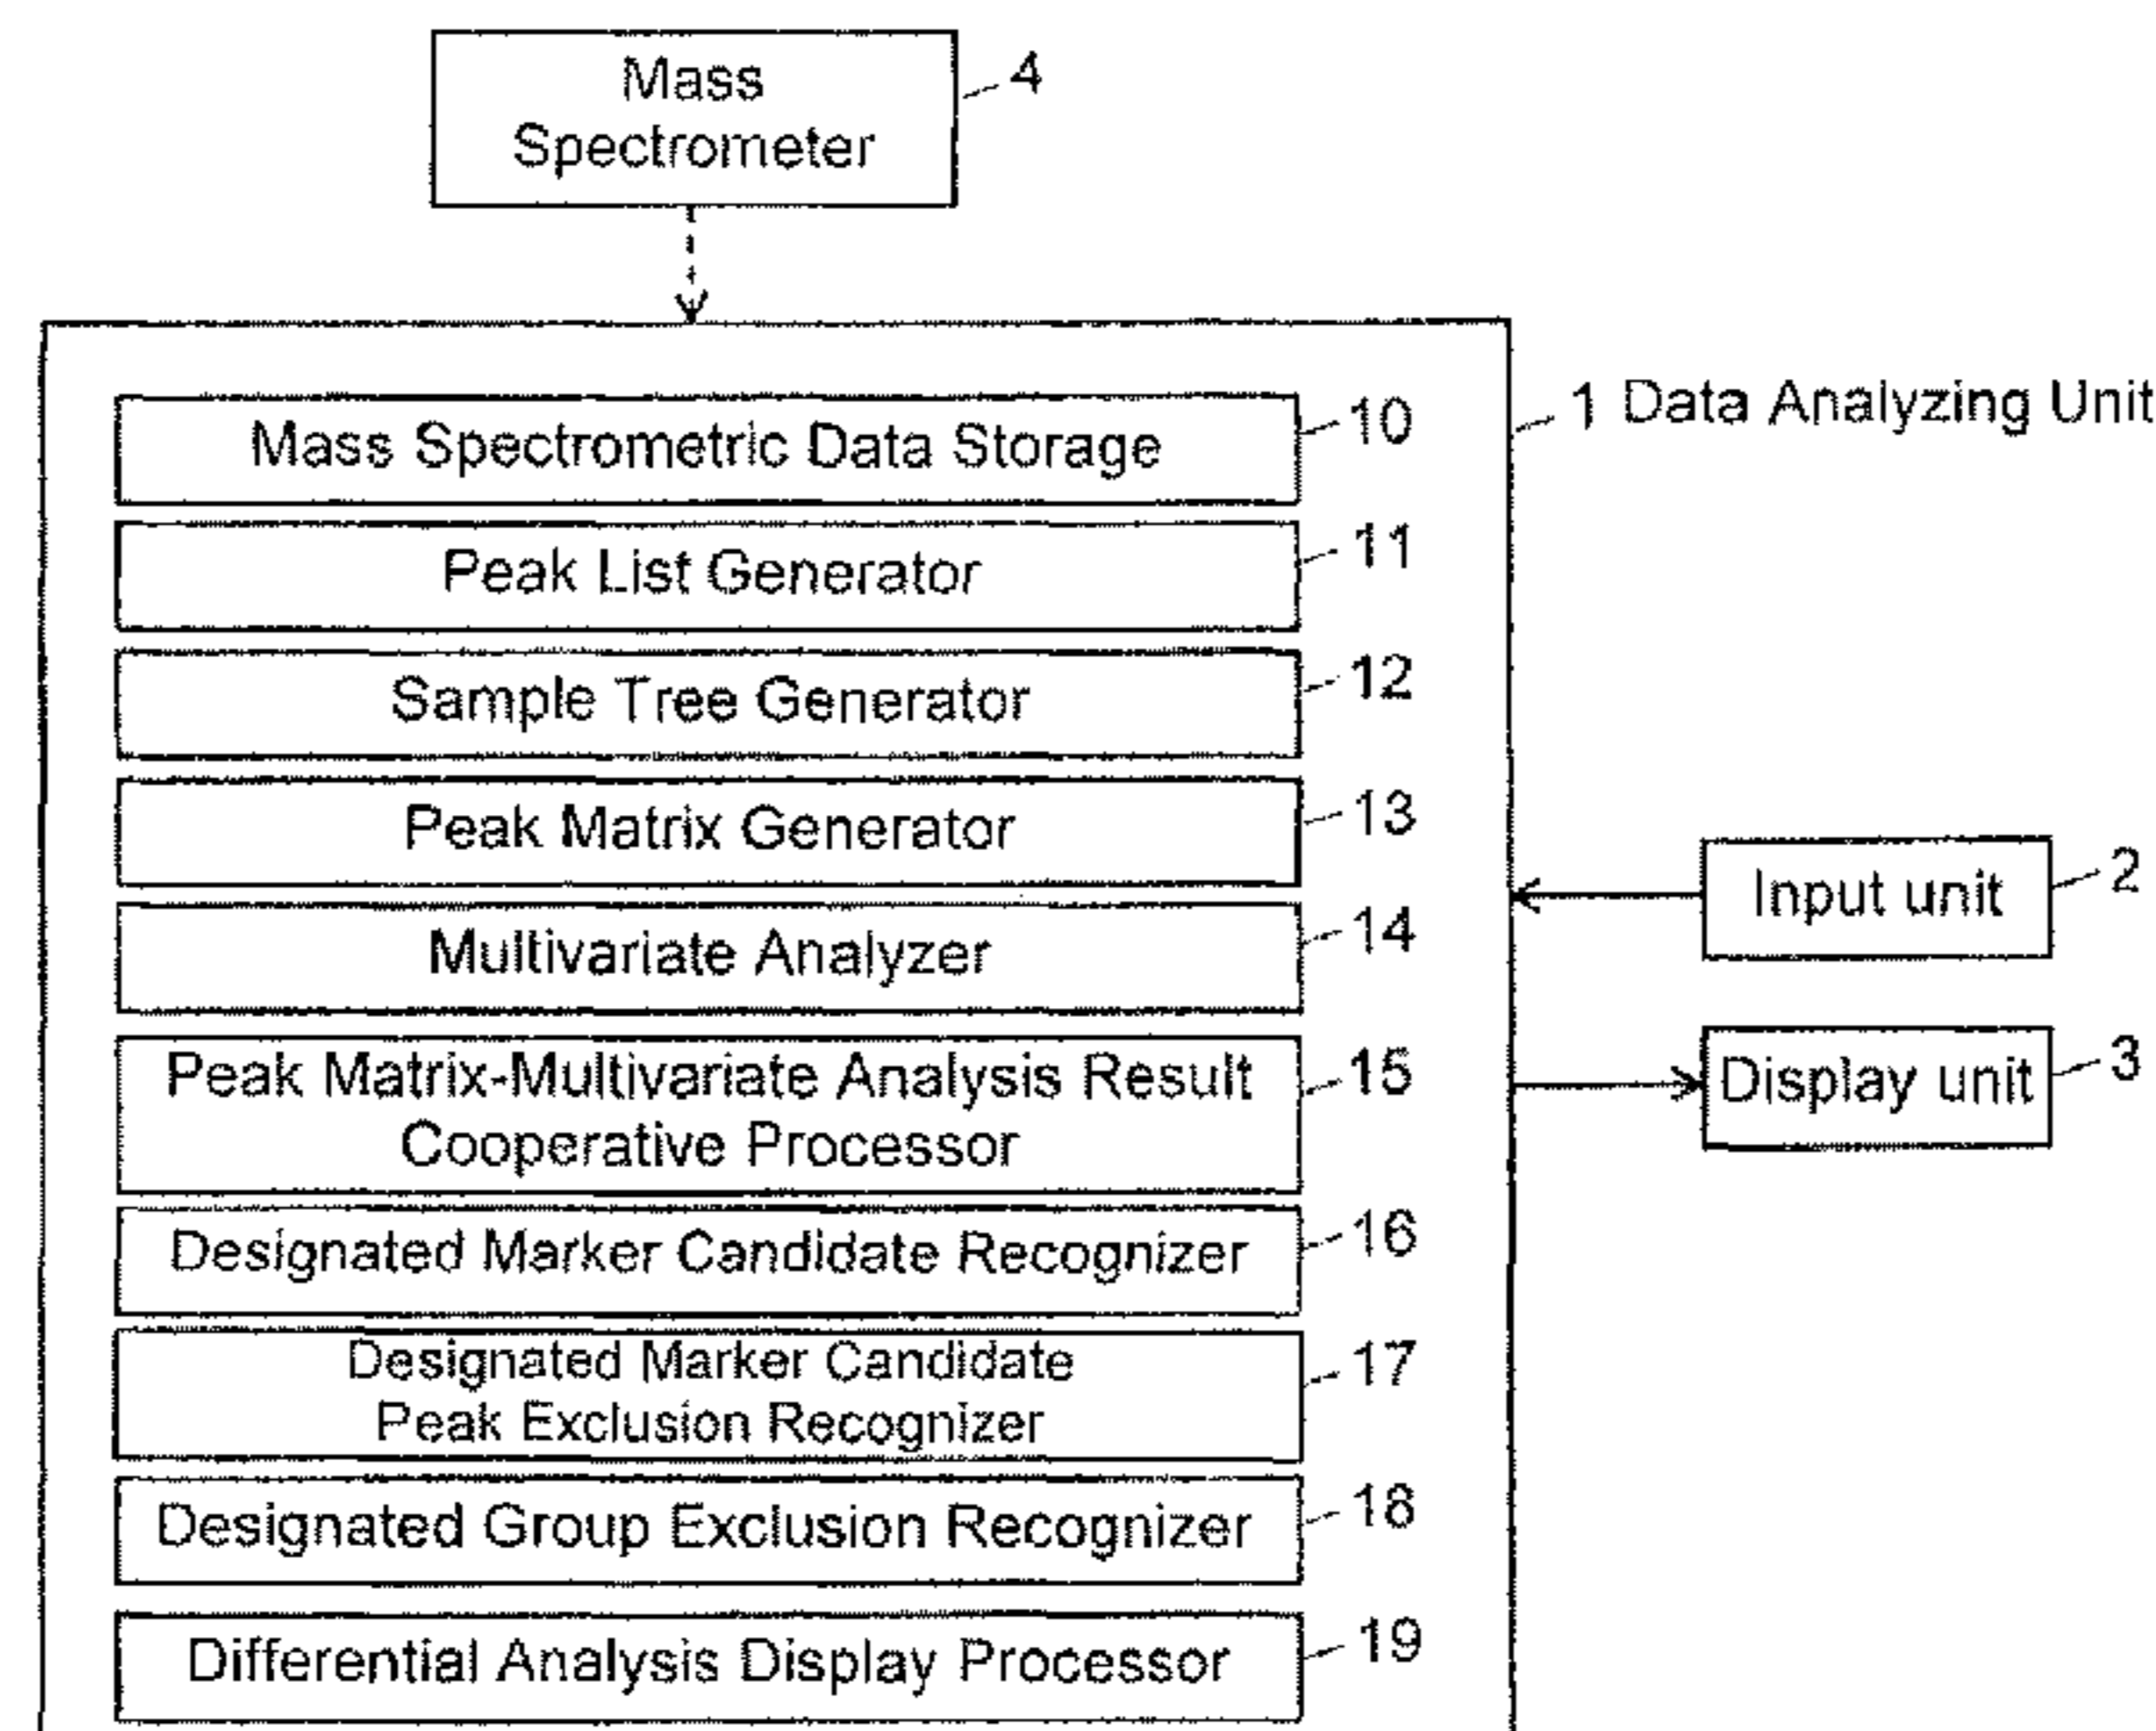 Mass
Spectrometer
4
1 Data Analyzing Unit
Mass Spectrometric Data Storage
10
Peak List Generator
11
Sample Tree Generator
12
Peak Matrix Generator
13
Multivariate Analyzer
14
Input unit
2
Peak Matrix-Multivariate Analysis Result
Cooperative Processor
15
Display unit
3
Designated Marker Candidate Recognizer
16
Designated Marker Candidate
Peak Exclusion Recognizer
17
Designated Group Exclusion Recognizer
18
Differential Analysis Display Processor
19